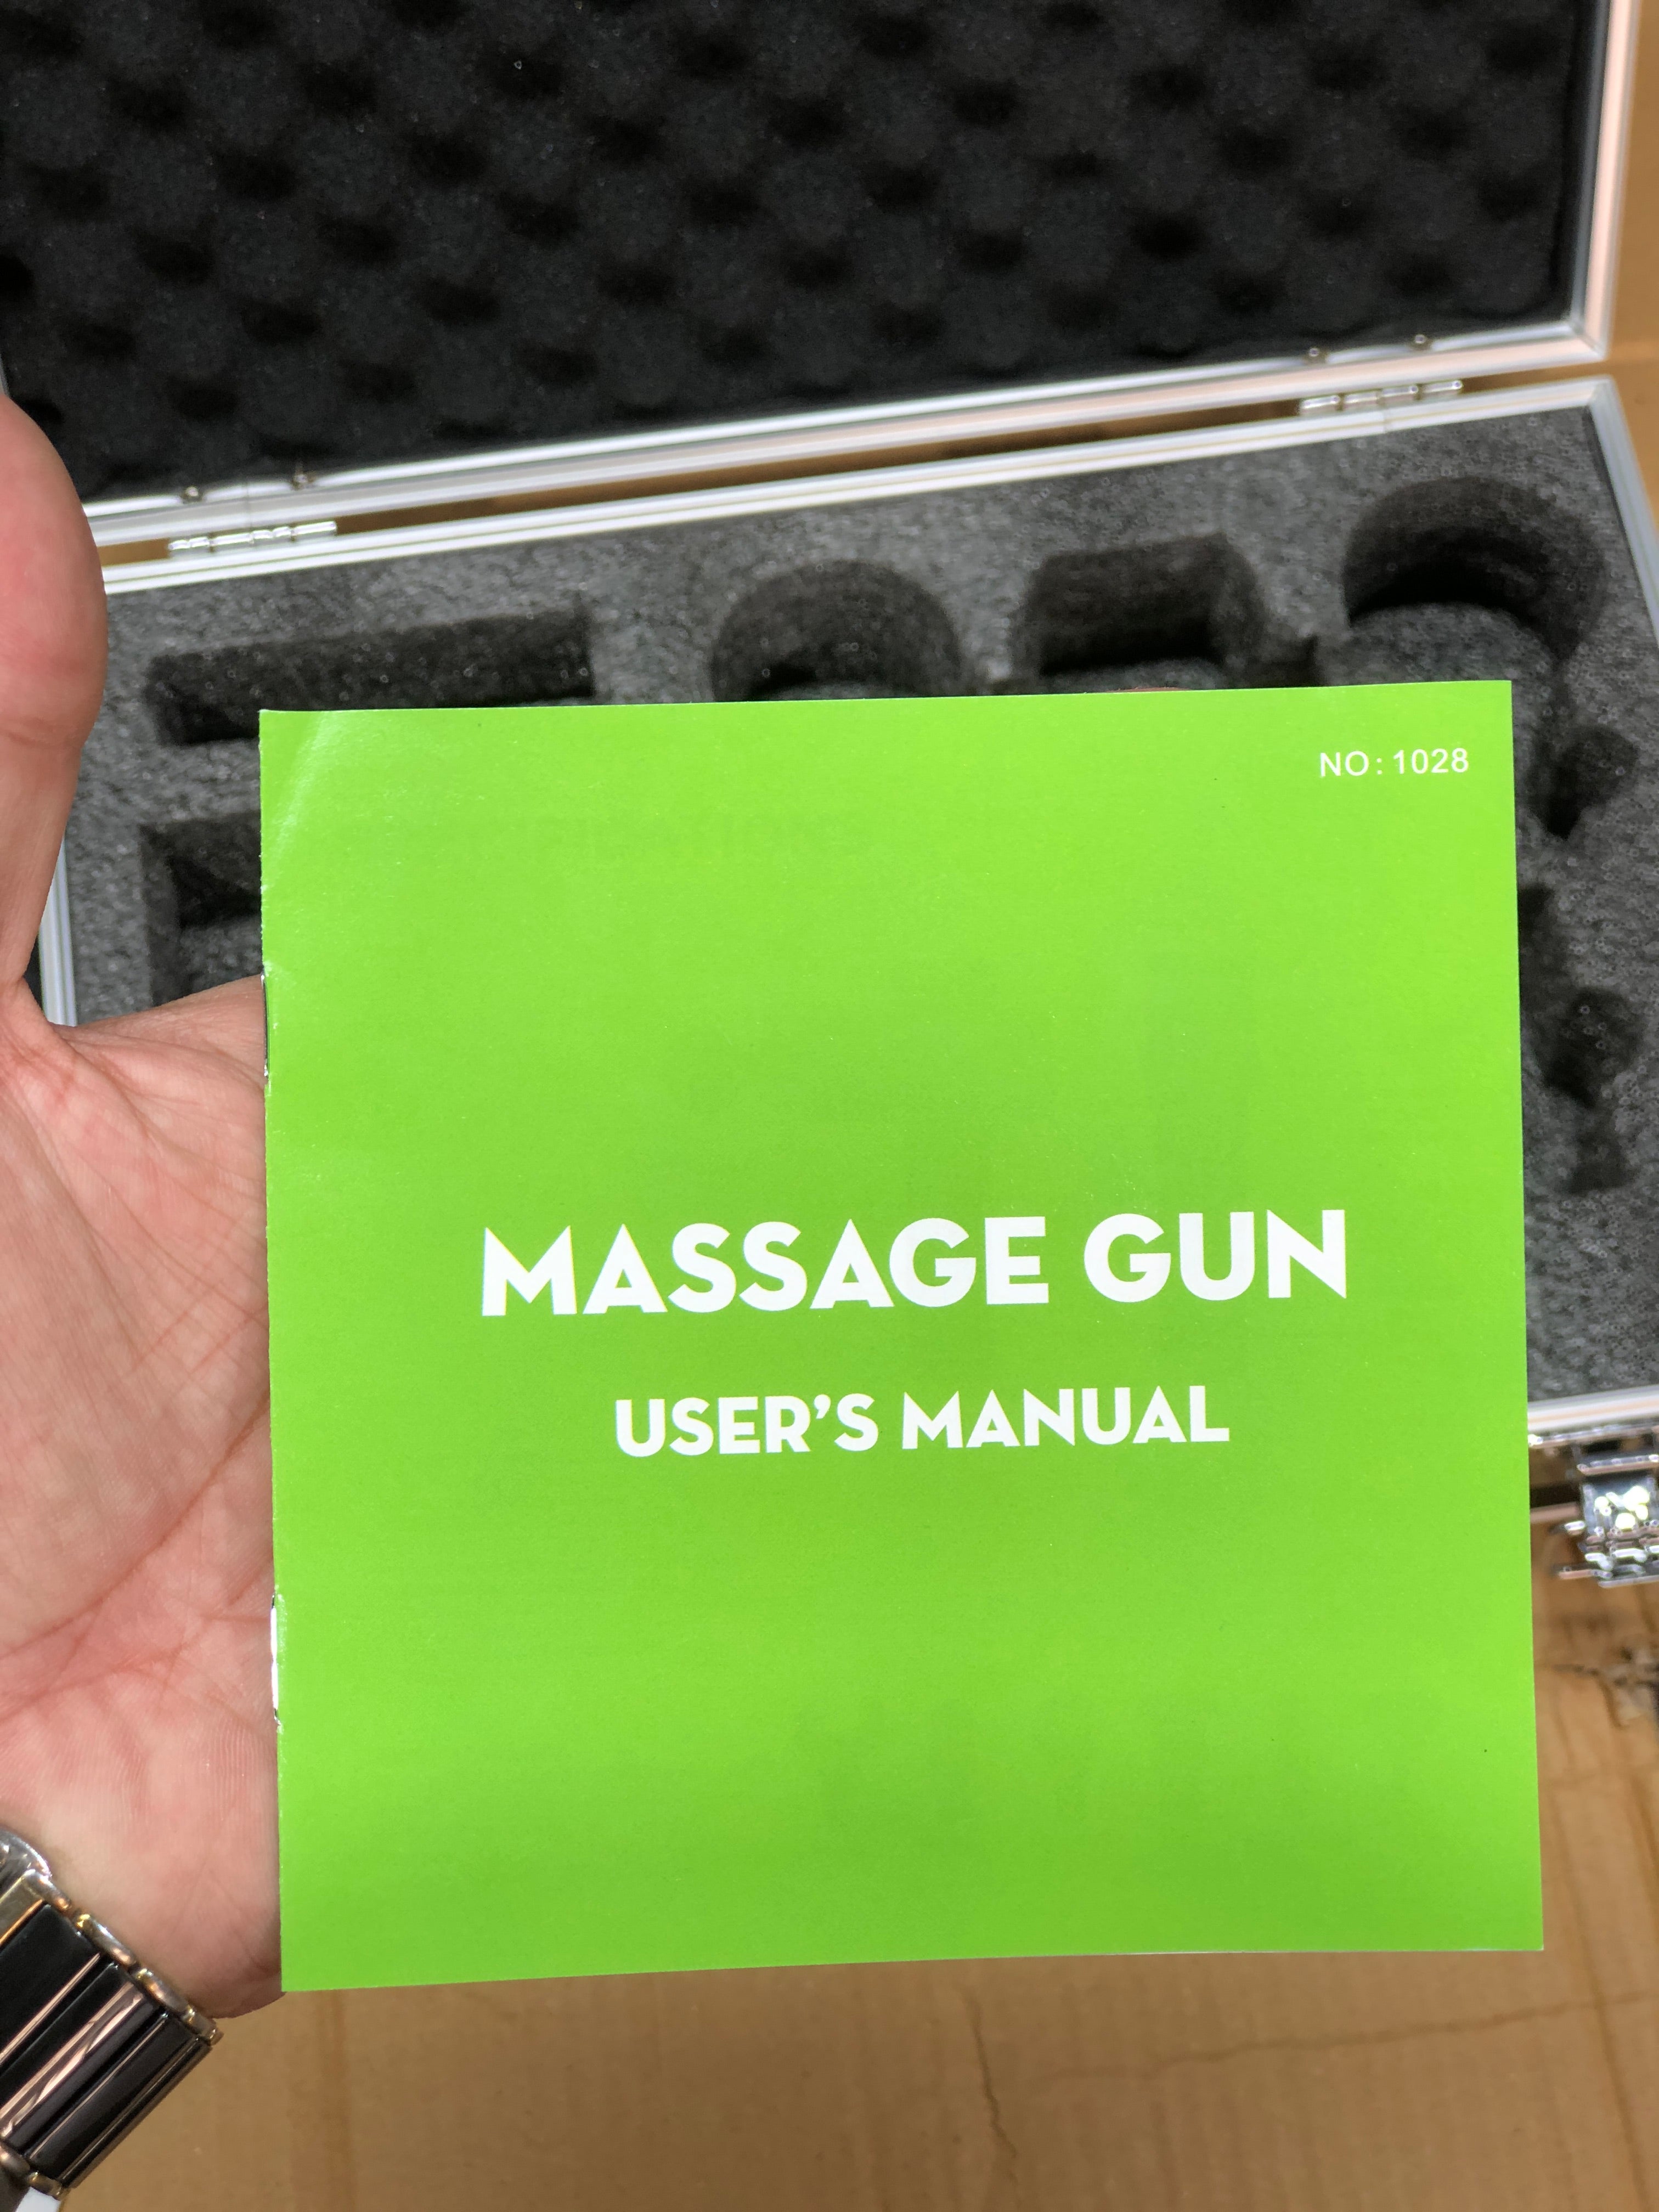 NO: 1028
MASSAGE GUN
USER'S MANUAL